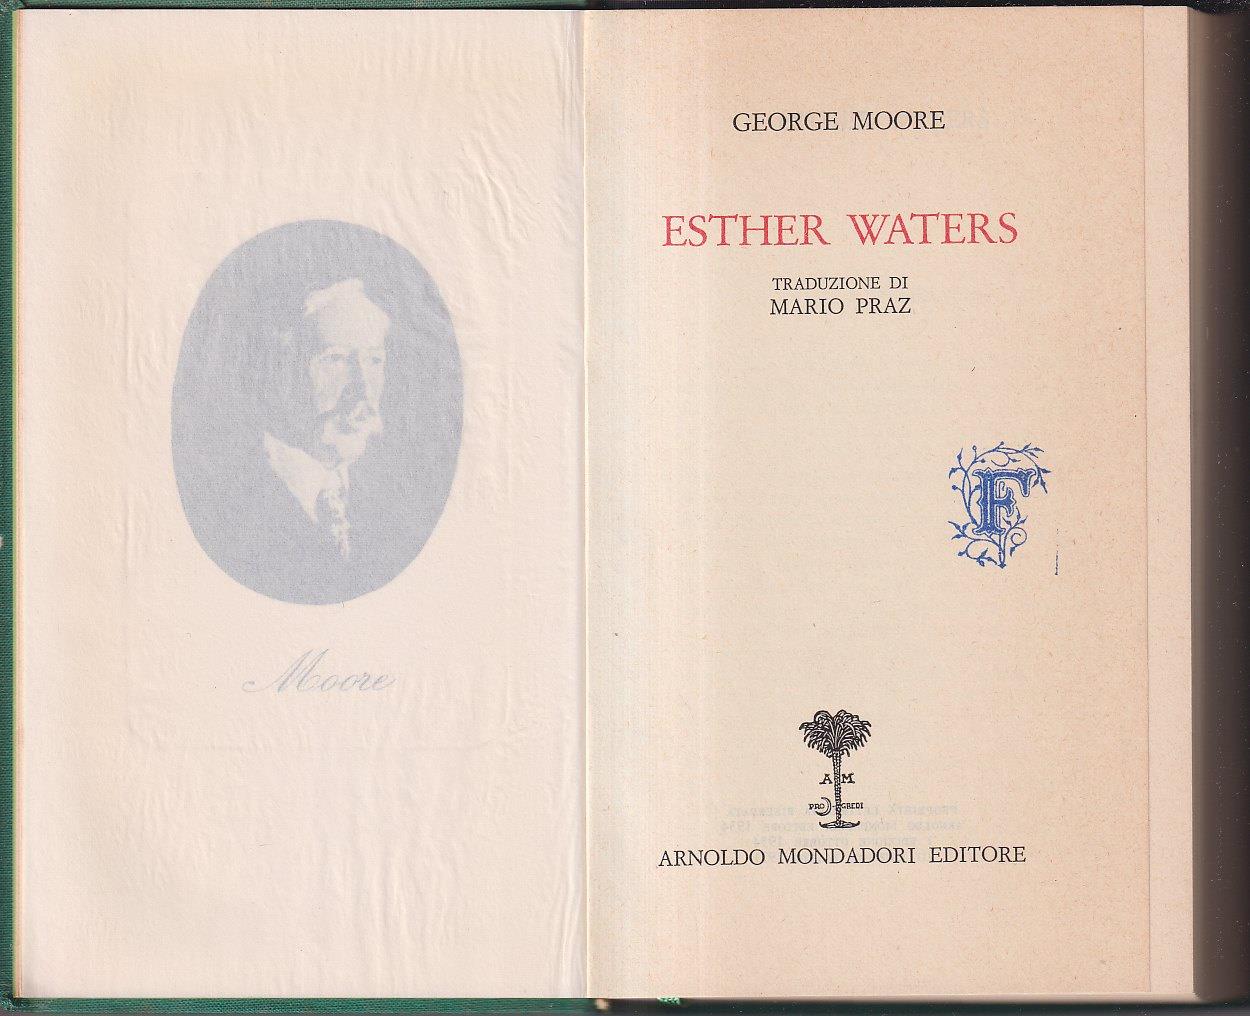 Moore
GEORGE MOORE
ESTHER WATERS
TRADUZIONE DI
MARIO PRAZ
F
A M
PRO GREDI
ARNOLDO MONDADORI EDITORE